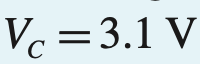 V_C = 3.1 V